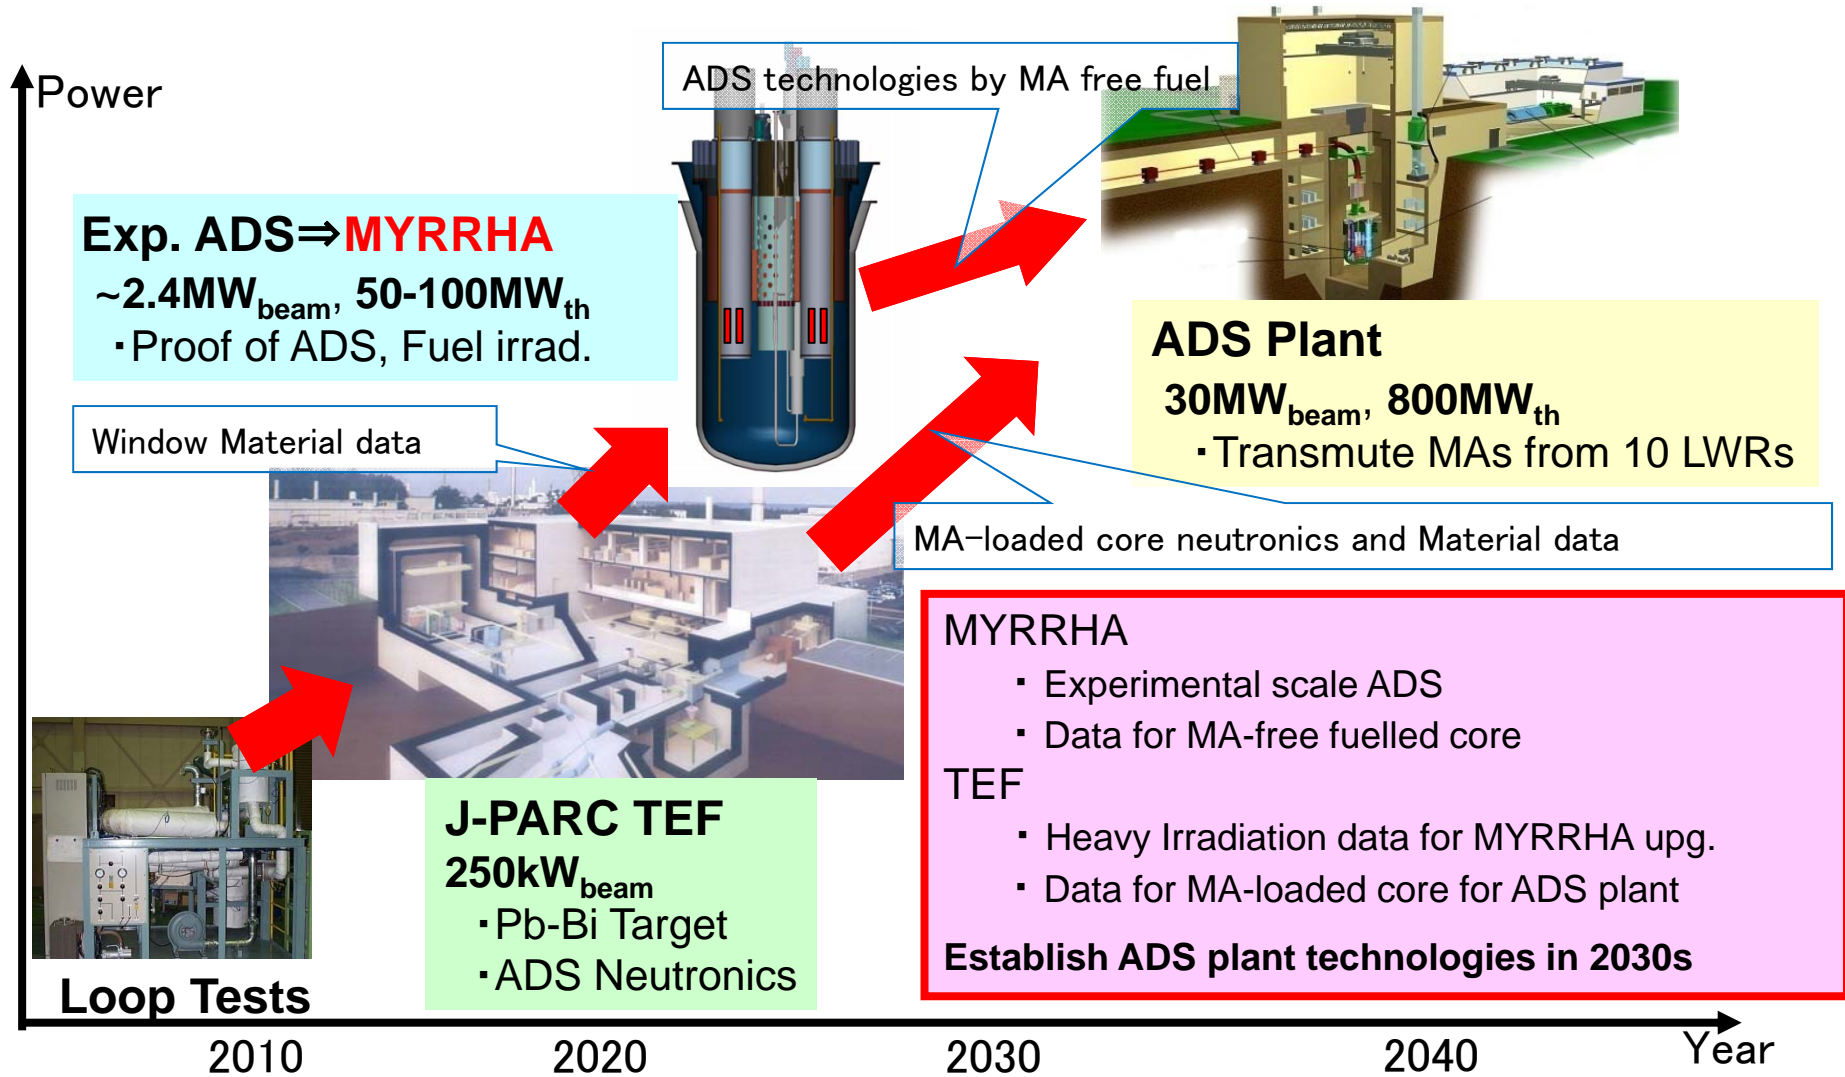 Power
ADS technologies by MA free fuel
Exp. ADS⇒MYRRHA
~2.4MWbeam, 50-100MWth
・Proof of ADS, Fuel irrad.
Window Material data
ADS Plant
30MWbeam, 800MWth
・Transmute MAs from 10 LWRs
MA-loaded core neutronics and Material data
J-PARC TEF
250kWbeam
・Pb-Bi Target
・ADS Neutronics
Loop Tests
MYRRHA
・Experimental scale ADS
・Data for MA-free fuelled core
TEF
・Heavy Irradiation data for MYRRHA upg.
・Data for MA-loaded core for ADS plant
Establish ADS plant technologies in 2030s
2010
2020
2030
2040
Year